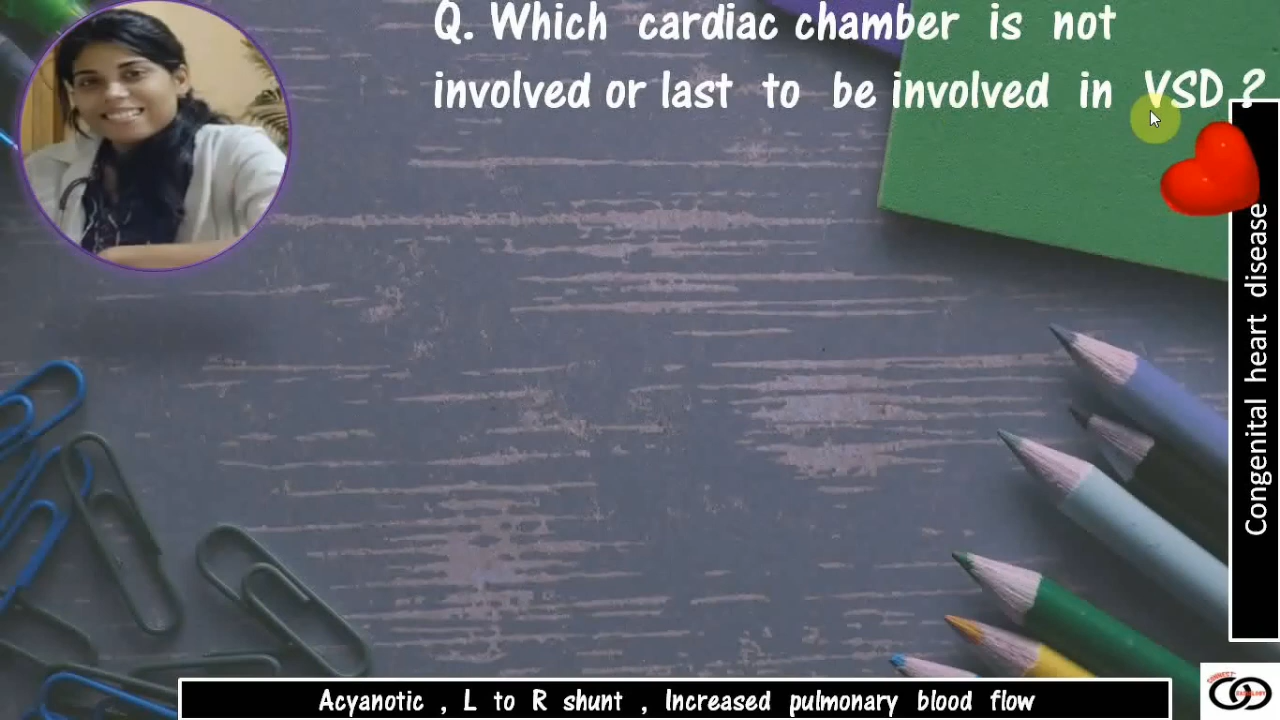 Q. Which cardiac chamber is not
involved or last to be involved in VSD ?
Congenital heart disease
Acyanotic , L to R shunt , Increased pulmonary blood flow